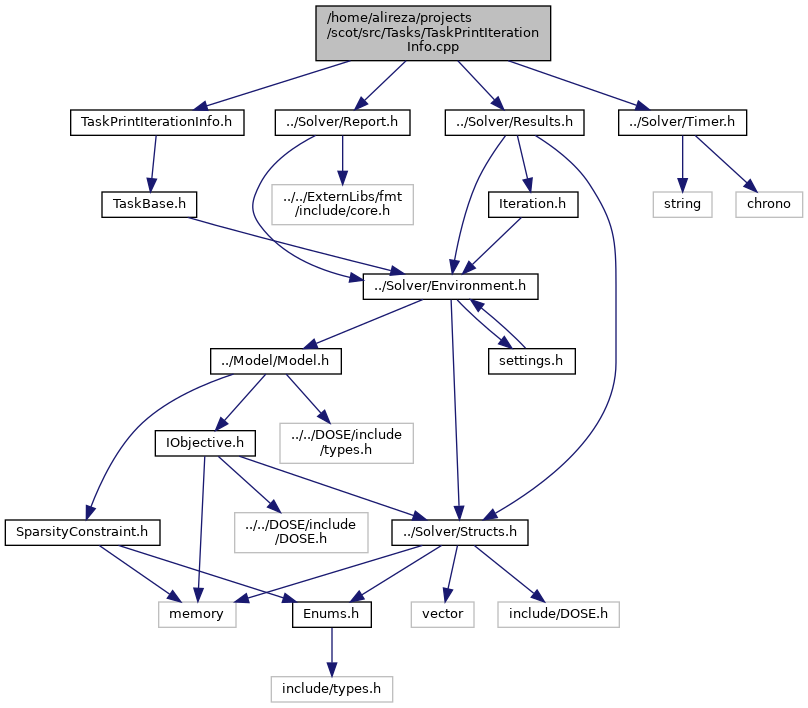 /home/alireza/projects
/scot/src/Tasks/TaskPrintIteration
Info.cpp
TaskPrintIterationInfo.h
../Solver/Report.h
../Solver/Results.h
../Solver/Timer.h
TaskBase.h
../../ExternLibs/fmt
/include/core.h
Iteration.h
string
chrono
../Solver/Environment.h
../Model/Model.h
settings.h
IObjective.h
../../DOSE/include
/types.h
SparsityConstraint.h
../../DOSE/include
/DOSE.h
../Solver/Structs.h
memory
Enums.h
vector
include/DOSE.h
include/types.h